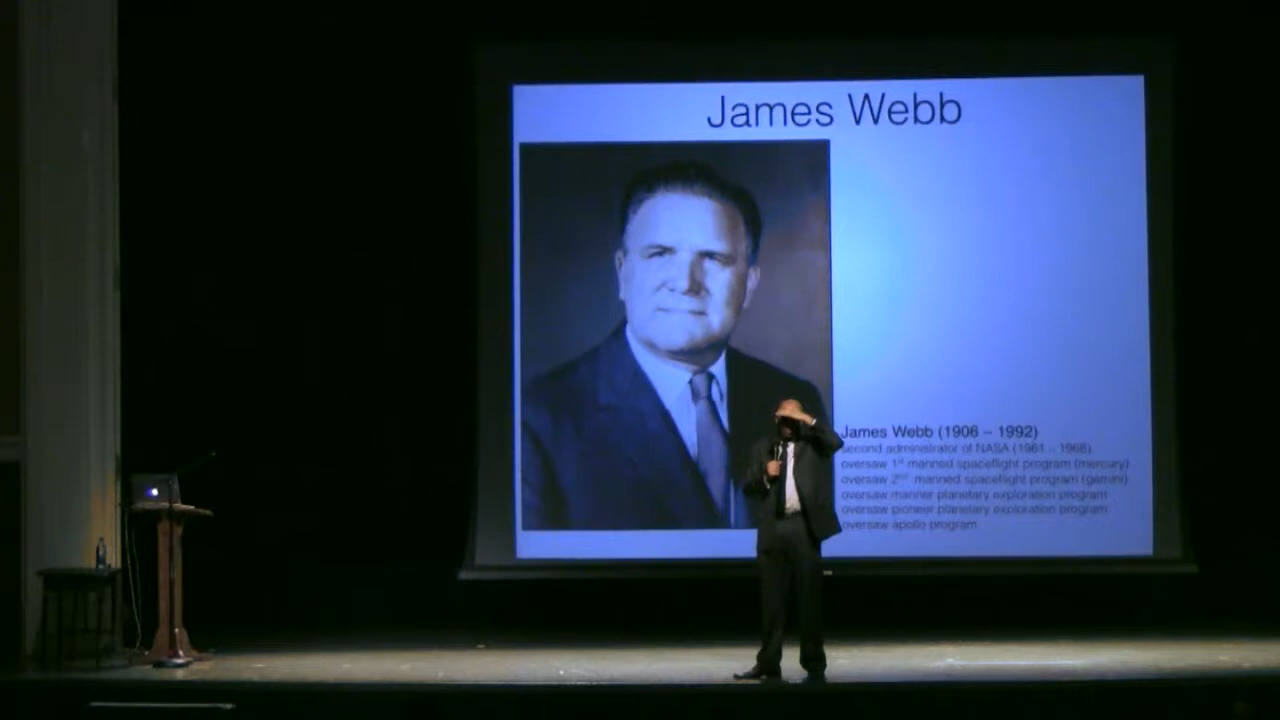 James Webb
James Webb (1906 – 1992)
second administrator of NASA (1961 - 1968)
oversaw 1st manned spaceflight program (mercury)
oversaw 2nd manned spaceflight program (gemini)
oversaw mariner planetary exploration program
oversaw pioneer planetary exploration program
oversaw apollo program